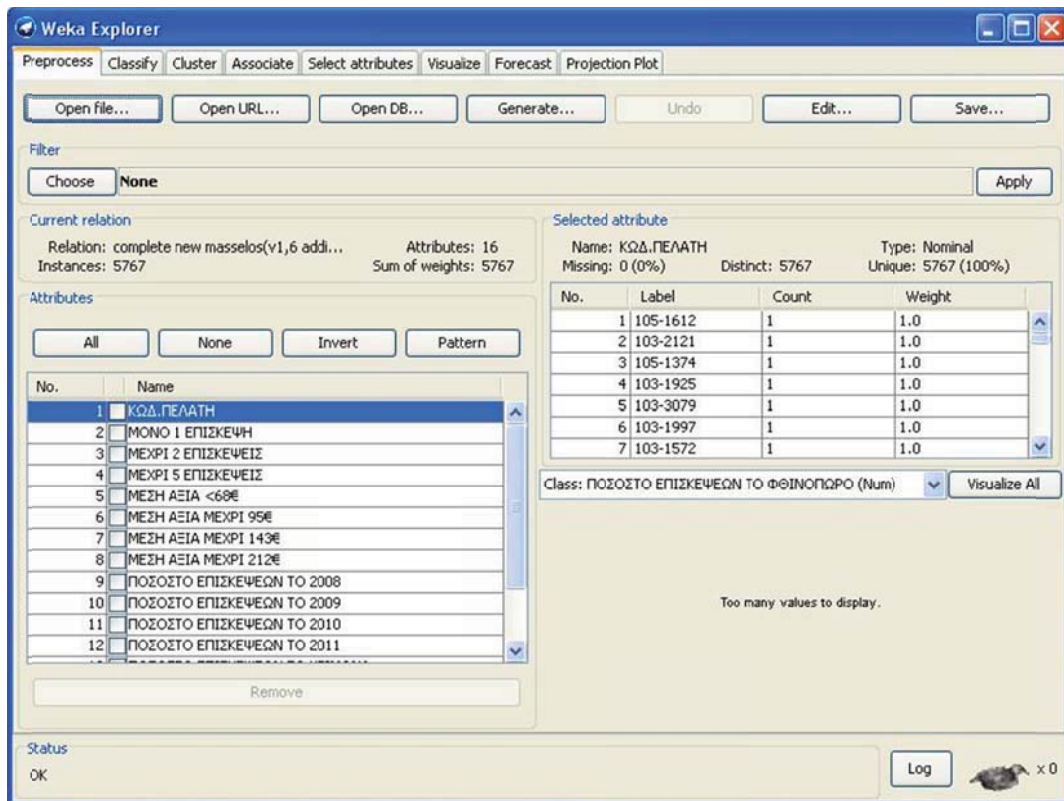 Weka Explorer
Preprocess Classify Cluster Associate Select attributes Visualize Forecast Projection Plot
Open file... Open URL... Open DB... Generate... Undo Edit... Save...
Filter
Choose None Apply
Current relation
Relation: complete new masselos(v1,6 addi... Attributes: 16
Instances: 5767 Sum of weights: 5767
Attributes
All None Invert Pattern
No. Name
1 ΚΩΔ.ΠΕΛΑΤΗ
2 ΜΟΝΟ 1 ΕΠΙΣΚΕΨΗ
3 ΜΕΧΡΙ 2 ΕΠΙΣΚΕΨΕΙΣ
4 ΜΕΧΡΙ 5 ΕΠΙΣΚΕΨΕΙΣ
5 ΜΕΣΗ ΑΞΙΑ <68€
6 ΜΕΣΗ ΑΞΙΑ ΜΕΧΡΙ 95€
7 ΜΕΣΗ ΑΞΙΑ ΜΕΧΡΙ 143€
8 ΜΕΣΗ ΑΞΙΑ ΜΕΧΡΙ 212€
9 ΠΟΣΟΣΤΟ ΕΠΙΣΚΕΨΕΩΝ ΤΟ 2008
10 ΠΟΣΟΣΤΟ ΕΠΙΣΚΕΨΕΩΝ ΤΟ 2009
11 ΠΟΣΟΣΤΟ ΕΠΙΣΚΕΨΕΩΝ ΤΟ 2010
12 ΠΟΣΟΣΤΟ ΕΠΙΣΚΕΨΕΩΝ ΤΟ 2011
Remove
Selected attribute
Name: ΚΩΔ.ΠΕΛΑΤΗ Type: Nominal
Missing: 0 (0%) Distinct: 5767 Unique: 5767 (100%)
No. Label Count Weight
1 105-1612 1 1.0
2 103-2121 1 1.0
3 105-1374 1 1.0
4 103-1925 1 1.0
5 103-3079 1 1.0
6 103-1997 1 1.0
7 103-1572 1 1.0
Class: ΠΟΣΟΣΤΟ ΕΠΙΣΚΕΨΕΩΝ ΤΟ ΦΘΙΝΟΠΩΡΟ (Num) Visualize All
Too many values to display.
Status
OK
Log x 0